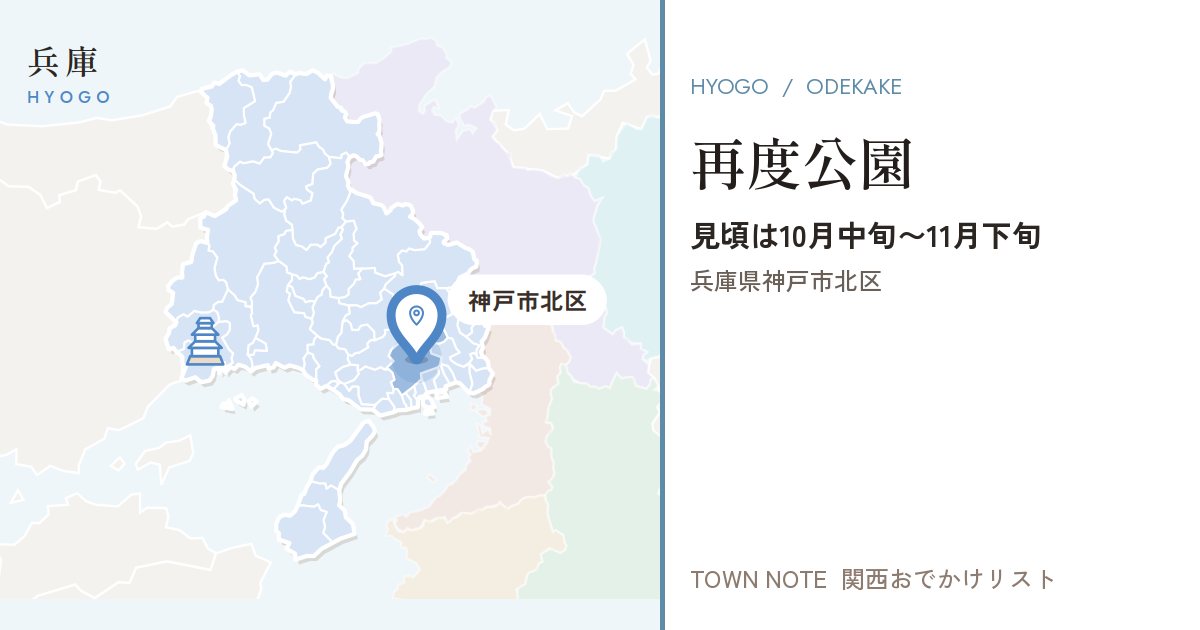 兵庫
HYOGO
神戸市北区
HYOGO / ODEKAKE
再度公園
見頃は10月中旬〜11月下旬
兵庫県神戸市北区
TOWN NOTE 関西おでかけリスト